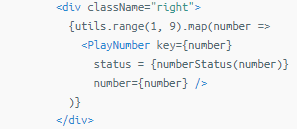 <div className="right">
{utils.range(1, 9).map(number =>
<PlayNumber key={number}
status = {numberStatus(number)}
number={number} />
)}
</div>